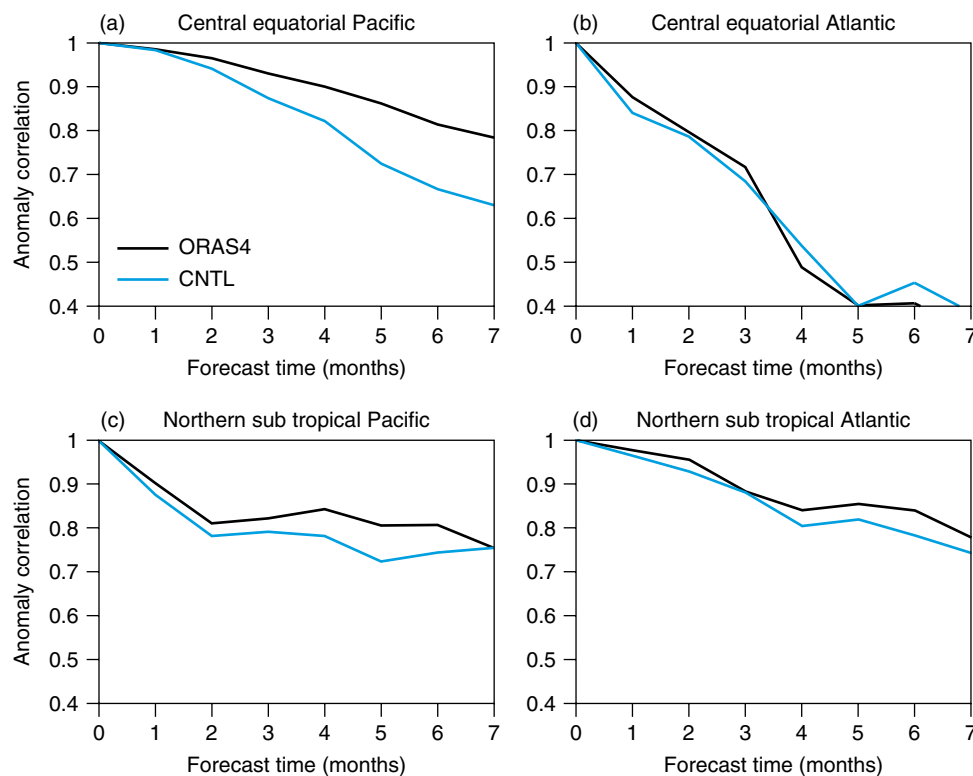 (a) Central equatorial Pacific
1
0.9
0.8
0.7
0.6
0.5
0.4
Anomaly correlation
ORAS4
CNTL
0 1 2 3 4 5 6 7
Forecast time (months)
(b) Central equatorial Atlantic
1
0.9
0.8
0.7
0.6
0.5
0.4
0 1 2 3 4 5 6 7
Forecast time (months)
(c) Northern sub tropical Pacific
1
0.9
0.8
0.7
0.6
0.5
0.4
Anomaly correlation
0 1 2 3 4 5 6 7
Forecast time (months)
(d) Northern sub tropical Atlantic
1
0.9
0.8
0.7
0.6
0.5
0.4
0 1 2 3 4 5 6 7
Forecast time (months)